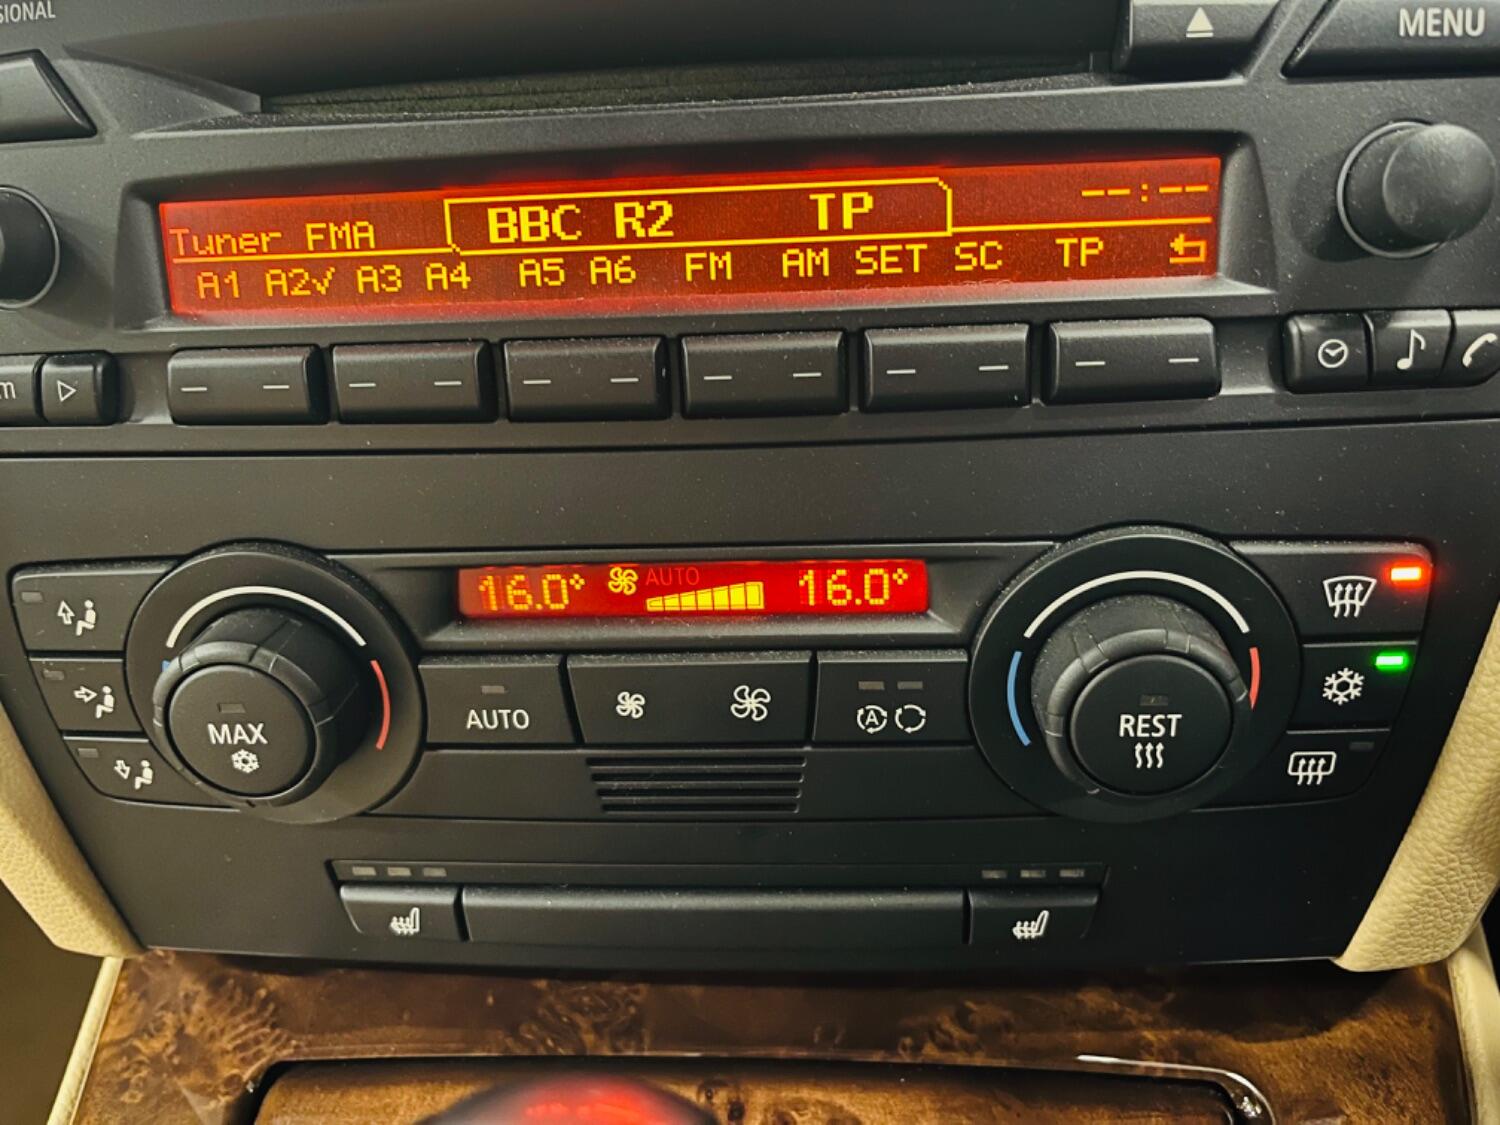 SIONAL
MENU
Tuner FMA BBC R2 TP --:--
A1 A2√ A3 A4 A5 A6 FM AM SET SC TP
m
16.0° AUTO 16.0°
MAX
AUTO
A
REST